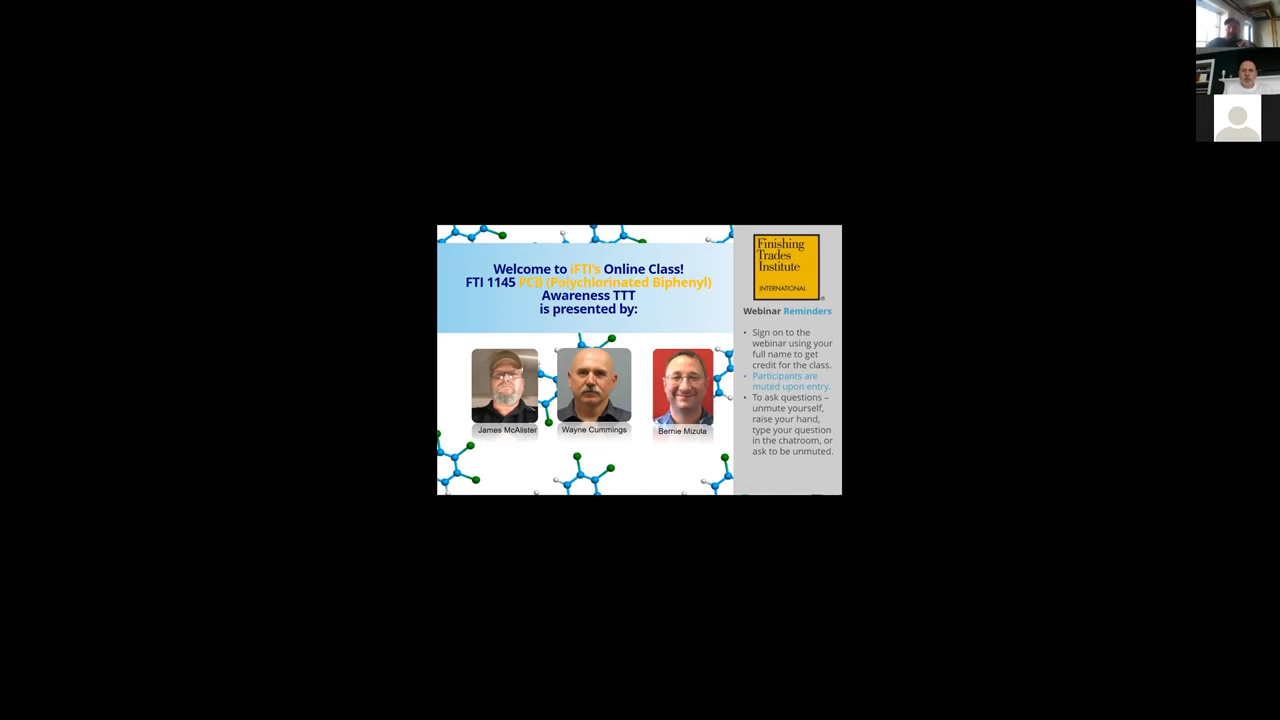 Welcome to iFTI's Online Class!
FTI 1145 PCB (Polychlorinated Biphenyl)
Awareness TTT
is presented by:
James McAlister
Wayne Cummings
Bernie Mizula
Finishing
Trades
Institute
INTERNATIONAL
®
Webinar Reminders
• Sign on to the
webinar using your
full name to get
credit for the class.
• Participants are
muted upon entry.
• To ask questions –
unmute yourself,
raise your hand,
type your question
in the chatroom, or
ask to be unmuted.